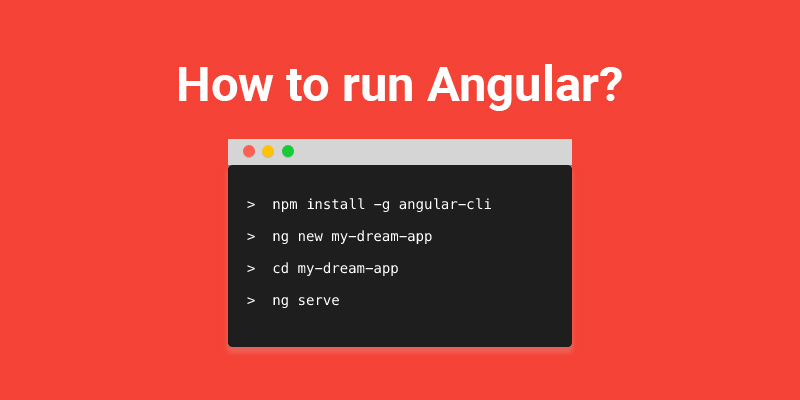 How to run Angular?
> npm install -g angular-cli
> ng new my-dream-app
> cd my-dream-app
> ng serve